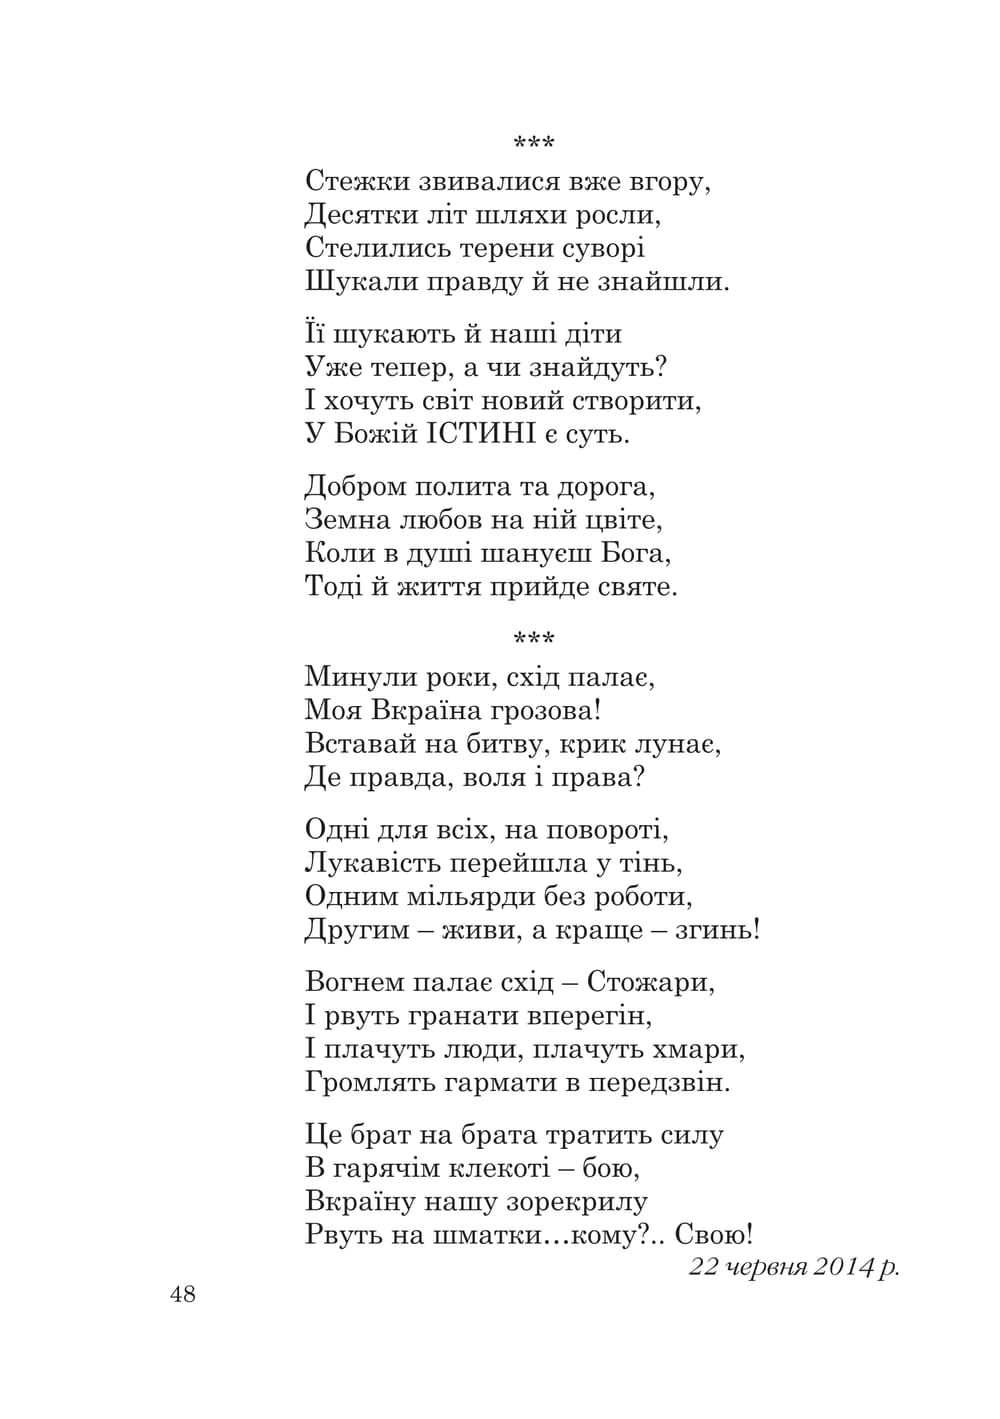 ***
Стежки звивалися вже вгору,
Десятки літ шляхи росли,
Стелились терени суворі
Шукали правду й не знайшли.
Її шукають й наші діти
Уже тепер, а чи знайдуть?
І хочуть світ новий створити,
У Божій ІСТИНІ є суть.
Добром полита та дорога,
Земна любов на ній цвіте,
Коли в душі шануєш Бога,
Тоді й життя прийде святе.
***
Минули роки, схід палає,
Моя Вкраїна грозова!
Вставай на битву, крик лунає,
Де правда, воля і права?
Одні для всіх, на повороті,
Лукавість перейшла у тінь,
Одним мільярди без роботи,
Другим – живи, а краще – згинь!
Вогнем палає схід – Стожари,
І рвуть гранати вперегін,
І плачуть люди, плачуть хмари,
Громлять гармати в передзвін.
Це брат на брата тратить силу
В гарячім клекоті – бою,
Вкраїну нашу зорекрилу
Рвуть на шматки...кому?.. Свою!
22 червня 2014 р.
48